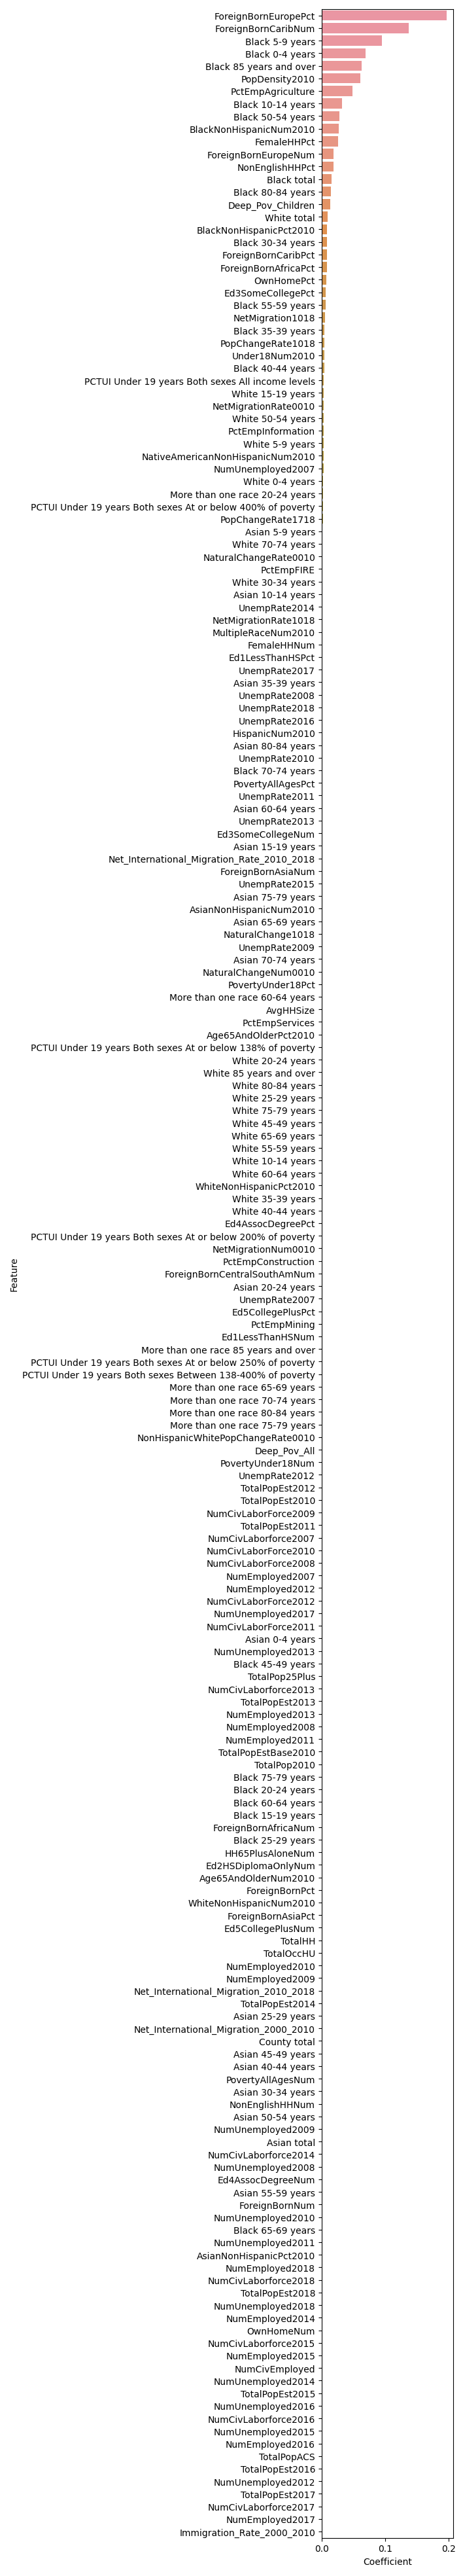 ForeignBornEuropePct
ForeignBornCaribNum
Black 5-9 years
Black 0-4 years
Black 85 years and over
PopDensity2010
PctEmpAgriculture
Black 10-14 years
Black 50-54 years
BlackNonHispanicNum2010
FemaleHHPct
ForeignBornEuropeNum
NonEnglishHHPct
Black total
Black 80-84 years
Deep_Pov_Children
White total
BlackNonHispanicPct2010
Black 30-34 years
ForeignBornCaribPct
ForeignBornAfricaPct
OwnHomePct
Ed3SomeCollegePct
Black 55-59 years
NetMigration1018
Black 35-39 years
PopChangeRate1018
Under18Num2010
Black 40-44 years
PCTUI Under 19 years Both sexes All income levels
White 15-19 years
NetMigrationRate0010
White 50-54 years
PctEmpInformation
White 5-9 years
NativeAmericanNonHispanicNum2010
NumUnemployed2007
White 0-4 years
More than one race 20-24 years
PCTUI Under 19 years Both sexes At or below 400% of poverty
PopChangeRate1718
Asian 5-9 years
White 70-74 years
NaturalChangeRate0010
PctEmpFIRE
White 30-34 years
Asian 10-14 years
UnempRate2014
NetMigrationRate1018
MultipleRaceNum2010
FemaleHHNum
Ed1LessThanHSPct
UnempRate2017
Asian 35-39 years
UnempRate2008
UnempRate2018
UnempRate2016
HispanicNum2010
Asian 80-84 years
UnempRate2010
Black 70-74 years
PovertyAllAgesPct
UnempRate2011
Asian 60-64 years
UnempRate2013
Ed3SomeCollegeNum
Asian 15-19 years
Net_International_Migration_Rate_2010_2018
ForeignBornAsiaNum
UnempRate2015
Asian 75-79 years
AsianNonHispanicNum2010
Asian 65-69 years
NaturalChange1018
UnempRate2009
Asian 70-74 years
NaturalChangeNum0010
PovertyUnder18Pct
More than one race 60-64 years
AvgHHSize
PctEmpServices
Age65AndOlderPct2010
PCTUI Under 19 years Both sexes At or below 138% of poverty
White 20-24 years
White 85 years and over
White 80-84 years
White 25-29 years
White 75-79 years
White 45-49 years
White 65-69 years
White 55-59 years
White 10-14 years
White 60-64 years
WhiteNonHispanicPct2010
White 35-39 years
White 40-44 years
Ed4AssocDegreePct
PCTUI Under 19 years Both sexes At or below 200% of poverty
NetMigrationNum0010
PctEmpConstruction
ForeignBornCentralSouthAmNum
Asian 20-24 years
UnempRate2007
Ed5CollegePlusPct
PctEmpMining
Ed1LessThanHSNum
More than one race 85 years and over
PCTUI Under 19 years Both sexes At or below 250% of poverty
PCTUI Under 19 years Both sexes Between 138-400% of poverty
More than one race 65-69 years
More than one race 70-74 years
More than one race 80-84 years
More than one race 75-79 years
NonHispanicWhitePopChangeRate0010
Deep_Pov_All
PovertyUnder18Num
UnempRate2012
TotalPopEst2012
TotalPopEst2010
NumCivLaborForce2009
TotalPopEst2011
NumCivLaborforce2007
NumCivLaborForce2010
NumCivLaborForce2008
NumEmployed2007
NumEmployed2012
NumCivLaborForce2012
NumUnemployed2017
NumCivLaborForce2011
Asian 0-4 years
NumUnemployed2013
Black 45-49 years
TotalPop25Plus
NumCivLaborforce2013
TotalPopEst2013
NumEmployed2013
NumEmployed2008
NumEmployed2011
TotalPopEstBase2010
TotalPop2010
Black 75-79 years
Black 20-24 years
Black 60-64 years
Black 15-19 years
ForeignBornAfricaNum
Black 25-29 years
HH65PlusAloneNum
Ed2HSDiplomaOnlyNum
Age65AndOlderNum2010
ForeignBornPct
WhiteNonHispanicNum2010
ForeignBornAsiaPct
Ed5CollegePlusNum
TotalHH
TotalOccHU
NumEmployed2010
NumEmployed2009
Net_International_Migration_2010_2018
TotalPopEst2014
Asian 25-29 years
Net_International_Migration_2000_2010
County total
Asian 45-49 years
Asian 40-44 years
PovertyAllAgesNum
Asian 30-34 years
NonEnglishHHNum
Asian 50-54 years
NumUnemployed2009
Asian total
NumCivLaborforce2014
NumUnemployed2008
Ed4AssocDegreeNum
Asian 55-59 years
ForeignBornNum
NumUnemployed2010
Black 65-69 years
NumUnemployed2011
AsianNonHispanicPct2010
NumEmployed2018
NumCivLaborforce2018
TotalPopEst2018
NumUnemployed2018
NumEmployed2014
OwnHomeNum
NumCivLaborforce2015
NumEmployed2015
NumCivEmployed
NumUnemployed2014
TotalPopEst2015
NumUnemployed2016
NumCivLaborforce2016
NumUnemployed2015
NumEmployed2016
TotalPopACS
TotalPopEst2016
NumUnemployed2012
TotalPopEst2017
NumCivLaborforce2017
NumEmployed2017
Immigration_Rate_2000_2010
Feature
0.0 0.1 0.2
Coefficient